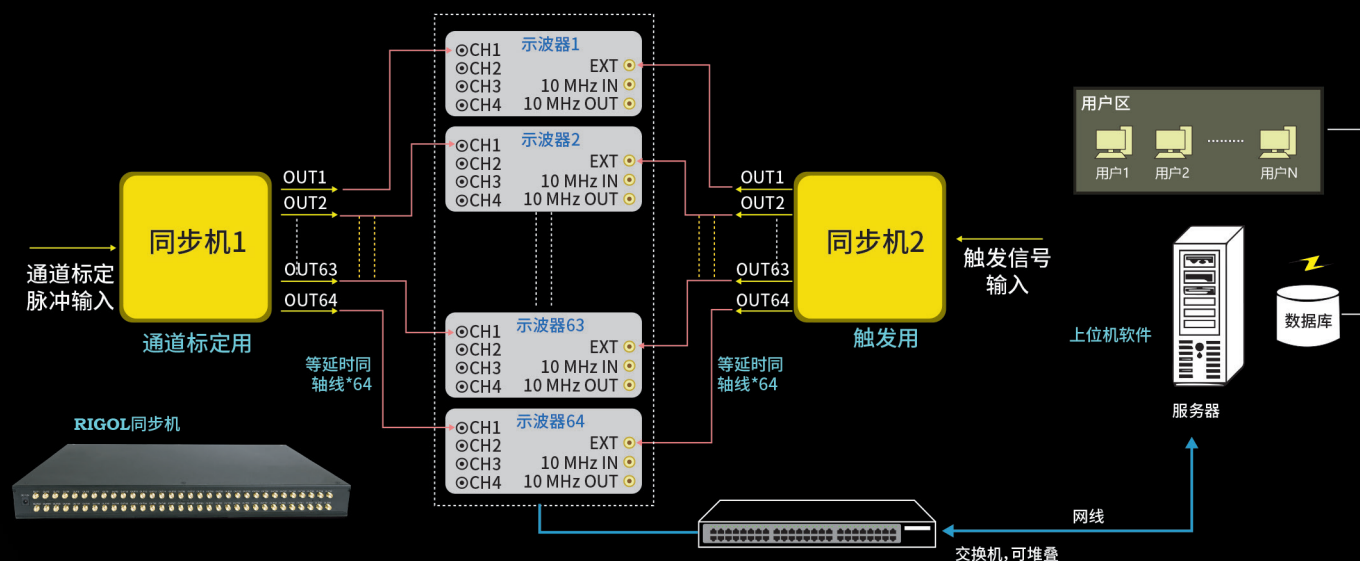 示波器1
CH1
CH2
CH3
CH4
EXT
10 MHz IN
10 MHz OUT
示波器2
CH1
CH2
CH3
CH4
EXT
10 MHz IN
10 MHz OUT
示波器63
CH1
CH2
CH3
CH4
EXT
10 MHz IN
10 MHz OUT
示波器64
CH1
CH2
CH3
CH4
EXT
10 MHz IN
10 MHz OUT
通道标定
脉冲输入
同步机1
通道标定用
OUT1
OUT2
OUT63
OUT64
等延时同
轴线*64
RIGOL同步机
OUT1
OUT2
OUT63
OUT64
等延时同
轴线*64
同步机2
触发用
触发信号
输入
用户区
用户1
用户2
用户N
上位机软件
服务器
数据库
网线
交换机,可堆叠